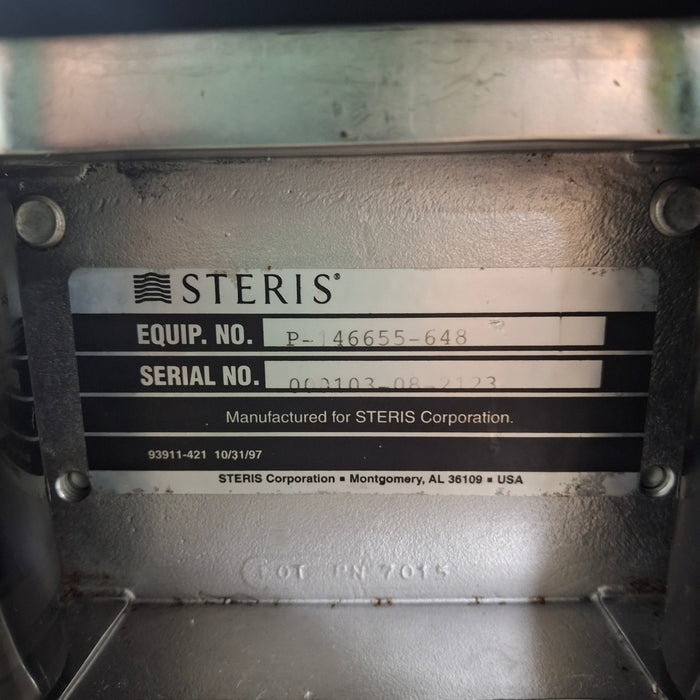 STERIS®
EQUIP. NO. P-146655-648
SERIAL NO.
Manufactured for STERIS Corporation.
93911-421 10/31/97
STERIS Corporation ▪ Montgomery, AL 36109 ▪ USA
7015